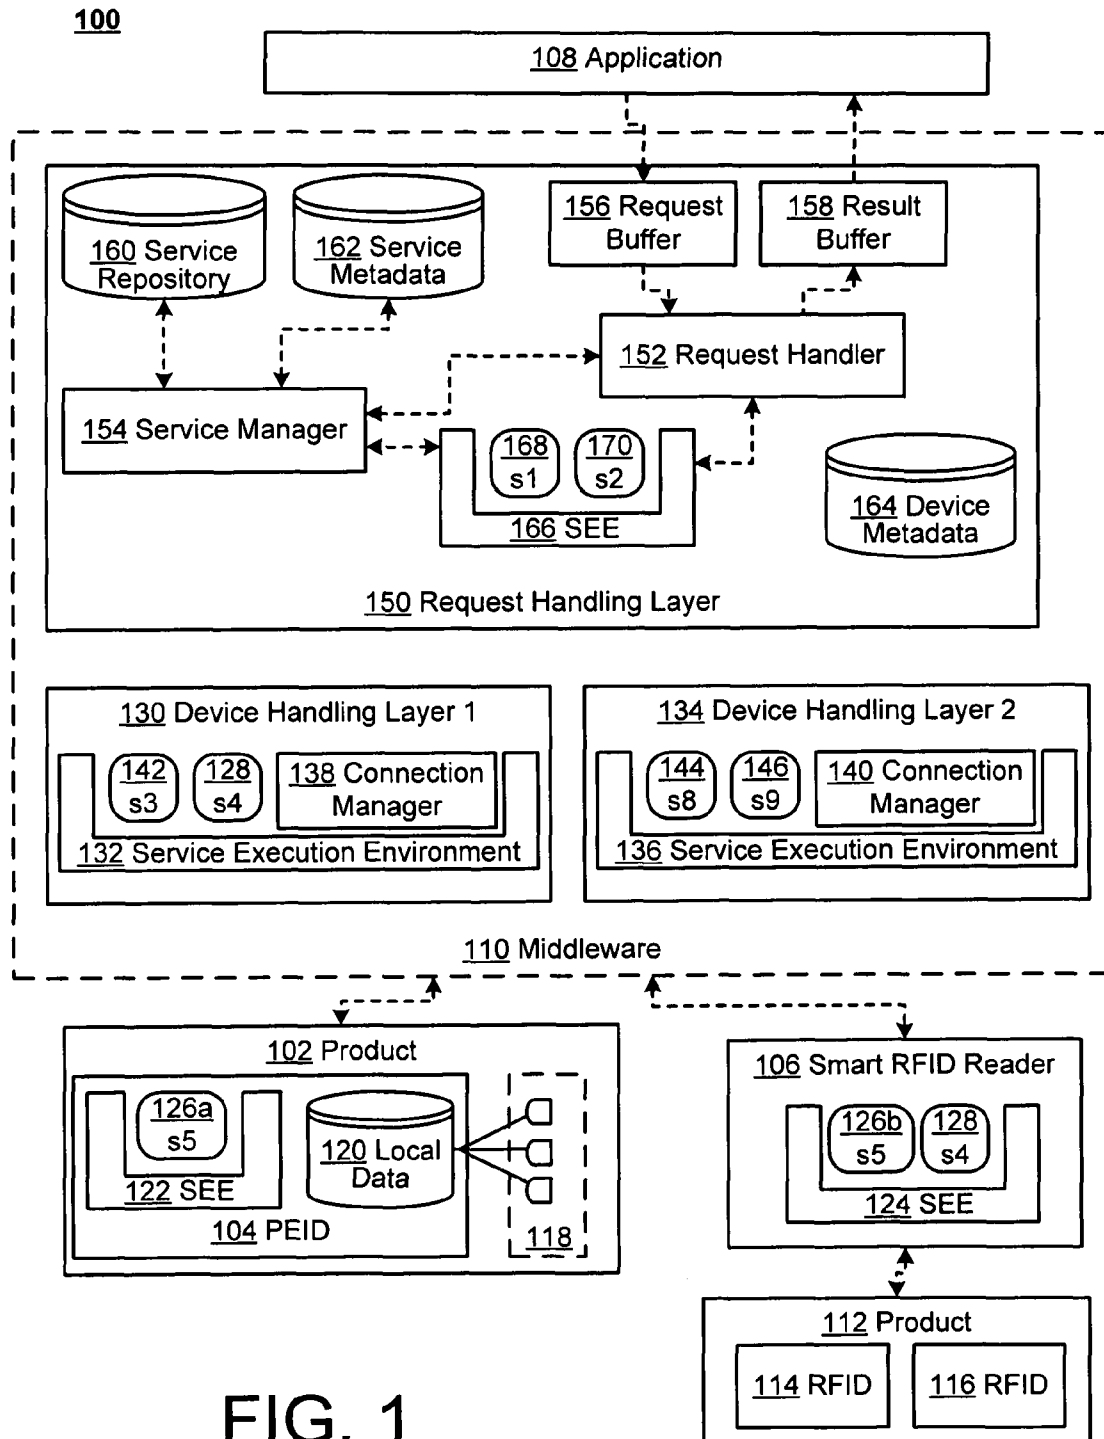 100
108 Application
160 Service
Repository
162 Service
Metadata
156 Request
Buffer
158 Result
Buffer
152 Request Handler
154 Service Manager
168
s1
170
s2
166 SEE
164 Device
Metadata
150 Request Handling Layer
130 Device Handling Layer 1
142
s3
128
s4
138 Connection
Manager
132 Service Execution Environment
134 Device Handling Layer 2
144
s8
146
s9
140 Connection
Manager
136 Service Execution Environment
110 Middleware
102 Product
126a
s5
122 SEE
120 Local
Data
104 PEID
118
106 Smart RFID Reader
126b
s5
128
s4
124 SEE
112 Product
114 RFID
116 RFID
FIG. 1